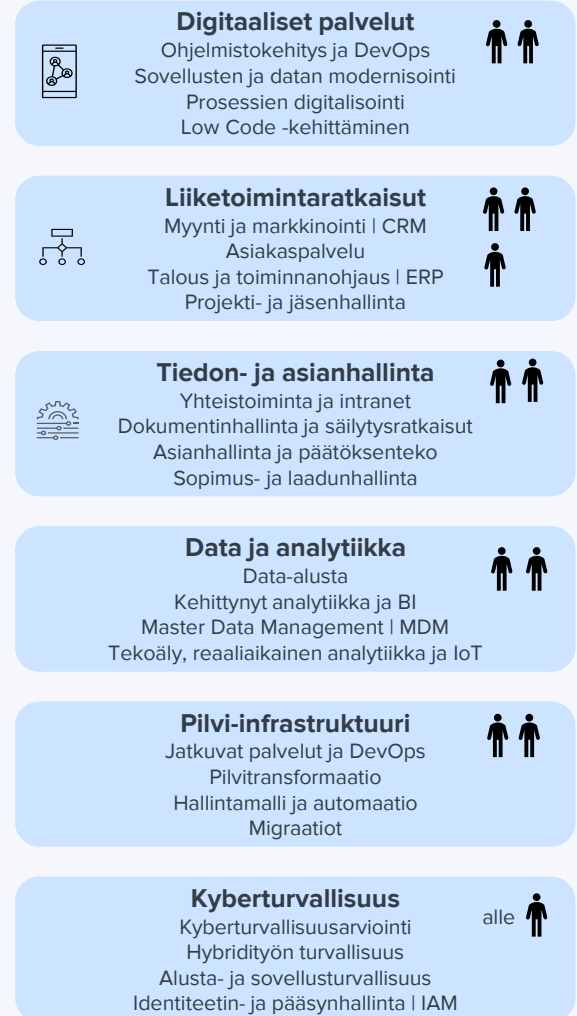 Digitaaliset palvelut
Ohjelmistokehitys ja DevOps
Sovellusten ja datan modernisointi
Prosessien digitalisointi
Low Code -kehittäminen
Liiketoimintaratkaisut
Myynti ja markkinointi | CRM
Asiakaspalvelu
Talous ja toiminnanohjaus | ERP
Projekti- ja jäsenhallinta
Tiedon- ja asianhallinta
Yhteistoiminta ja intranet
Dokumentinhallinta ja säilytysratkaisut
Asianhallinta ja päätöksenteko
Sopimus- ja laadunhallinta
Data ja analytiikka
Data-alusta
Kehittynyt analytiikka ja BI
Master Data Management | MDM
Tekoäly, reaaliaikainen analytiikka ja IoT
Pilvi-infrastruktuuri
Jatkuvat palvelut ja DevOps
Pilvitransformaatio
Hallintamalli ja automaatio
Migraatiot
Kyberturvallisuus
alle
Kyberturvallisuusarviointi
Hybridityön turvallisuus
Alusta- ja sovellusturvallisuus
Identiteetin- ja pääsynhallinta | IAM